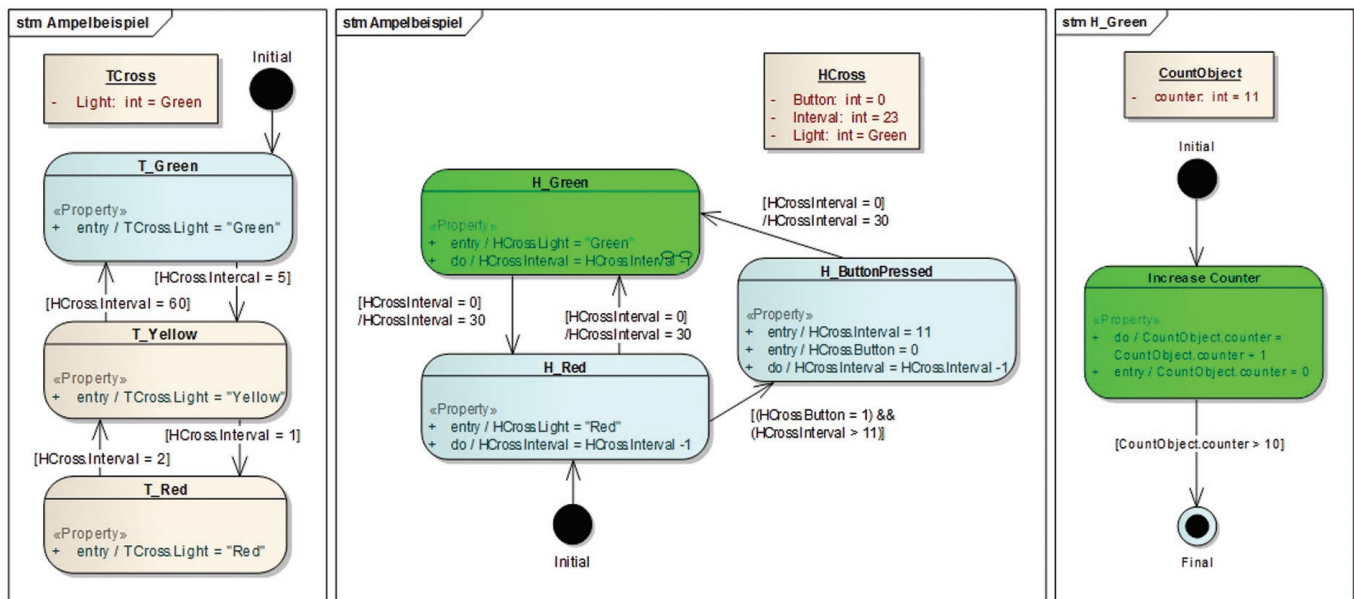 stm Ampelbeispiel
Initial
TCross
- Light: int = Green
T_Green
«Property»
+ entry / TCross.Light = "Green"
[HCross.Intercal = 5]
[HCross.Interval = 60]
T_Yellow
«Property»
+ entry / TCross.Light = "Yellow"
[HCross.Interval = 1]
[HCross.Interval = 2]
T_Red
«Property»
+ entry / TCross.Light = "Red"
stm Ampelbeispiel
HCross
- Button: int = 0
- Interval: int = 23
- Light: int = Green
H_Green
«Property»
+ entry / HCross.Light = "Green"
+ do / HCross.Interval = HCross.Interval -1
[HCross.Interval = 0]
/HCross.Interval = 30
H_ButtonPressed
«Property»
+ entry / HCross.Interval = 11
+ entry / HCross.Button = 0
+ do / HCross.Interval = HCross.Interval -1
[HCross.Interval = 0]
/HCross.Interval = 30
[HCross.Interval = 0]
/HCross.Interval = 30
H_Red
«Property»
+ entry / HCross.Light = "Red"
+ do / HCross.Interval = HCross.Interval -1
[(HCross.Button = 1) &&
(HCross.Interval > 11)]
Initial
stm H_Green
CountObject
- counter: int = 11
Initial
Increase Counter
«Property»
+ do / CountObject.counter =
CountObject.counter + 1
+ entry / CountObject.counter = 0
[CountObject.counter > 10]
Final